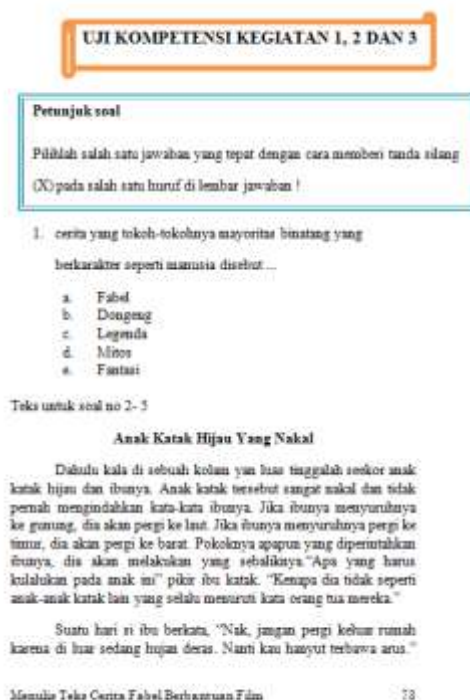 UJI KOMPETENSI KEGIATAN 1, 2 DAN 3
Petunjuk soal
Pilihlah salah satu jawaban yang tepat dengan cara memberi tanda silang
(X) pada salah satu huruf di lembar jawaban !
1. cerita yang tokoh-tokohnya mayoritas binatang yang
berkarakter seperti manusia disebut ...
a. Fabel
b. Dongeng
c. Legenda
d. Mitos
e. Fantasi
Teks untuk soal no 2- 5
Anak Katak Hijau Yang Nakal
Dahulu kala di sebuah kolam yan luas tinggalah seekor anak
katak hijau dan ibunya. Anak katak tersebut sangat nakal dan tidak
pernah mengindahkan kata-kata ibunya. Jika ibunya menyuruhnya
ke gunung, dia akan pergi ke laut. Jika ibunya menyuruhnya pergi ke
timur, dia akan pergi ke barat. Pokoknya apapun yang diperintahkan
ibunya, dia akan melakukan yang sebaliknya."Apa yang harus
kulakukan pada anak ini" pikir ibu katak. "Kenapa dia tidak seperti
anak-anak katak lain yang selalu menuruti kata orang tua mereka."
Suatu hari si ibu berkata, "Nak, jangan pergi keluar rumah
karena di luar sedang hujan deras. Nanti kau hanyut terbawa arus."
Menulis Teks Cerita Fabel Berbantuan Film